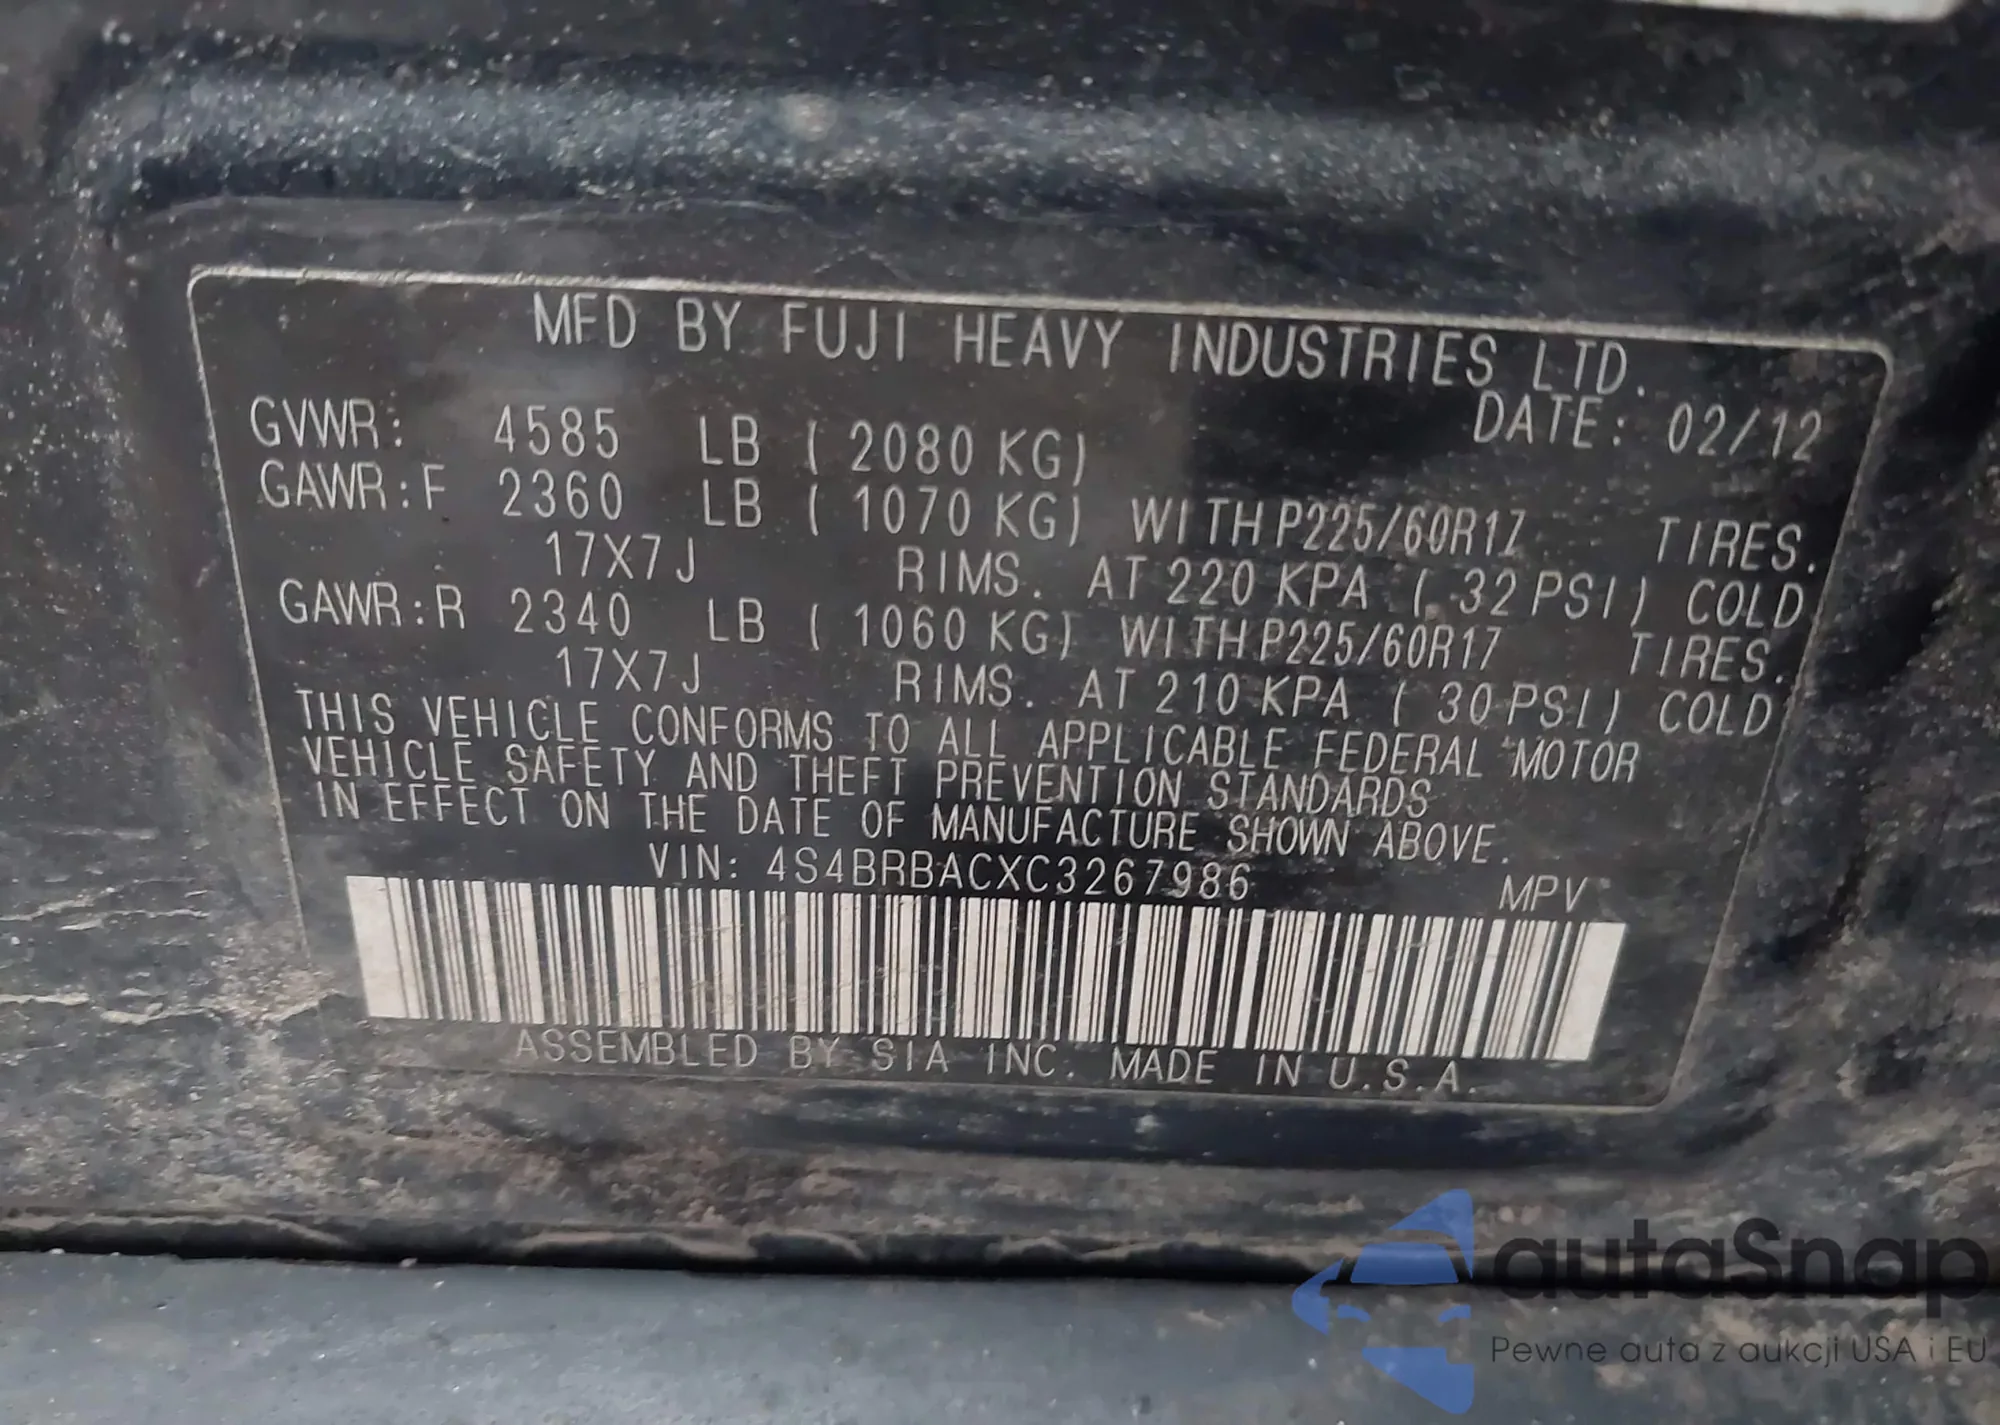 MFD BY FUJI HEAVY INDUSTRIES LTD.
DATE: 02/12
GVWR: 4585 LB ( 2080 KG)
GAWR:F 2360 LB ( 1070 KG) WITH P225/60R17 TIRES.
17X7J RIMS. AT 220 KPA ( 32 PSI) COLD
GAWR:R 2340 LB ( 1060 KG) WITH P225/60R17 TIRES.
17X7J RIMS. AT 210 KPA ( 30 PSI) COLD
THIS VEHICLE CONFORMS TO ALL APPLICABLE FEDERAL MOTOR
VEHICLE SAFETY AND THEFT PREVENTION STANDARDS
IN EFFECT ON THE DATE OF MANUFACTURE SHOWN ABOVE.
VIN: 4S4BRBACXC3267986 MPV
ASSEMBLED BY SIA INC. MADE IN U.S.A.
autaSnap
Pewne auta z aukcji USA i EU